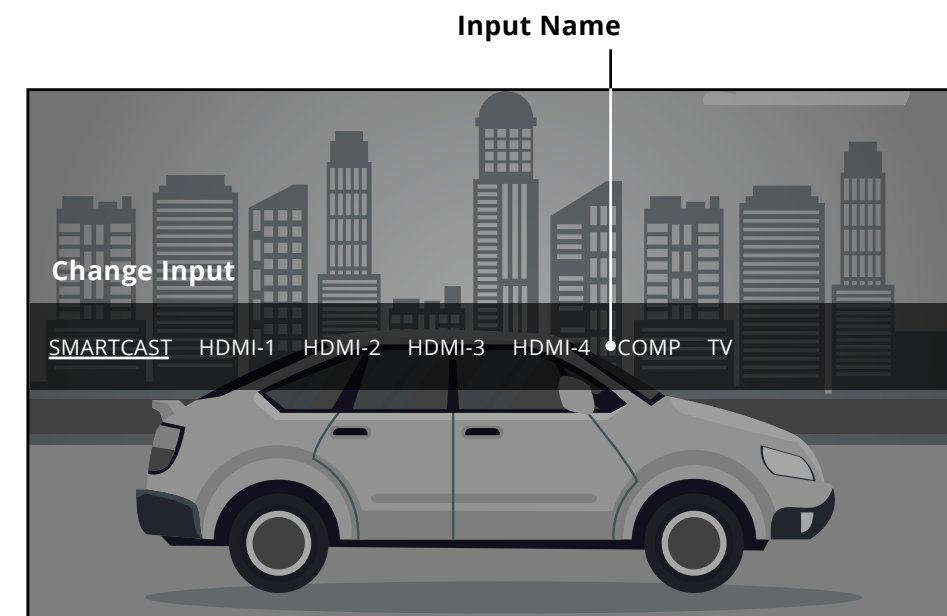 Input Name
Change Input
SMARTCAST HDMI-1 HDMI-2 HDMI-3 HDMI-4 COMP TV